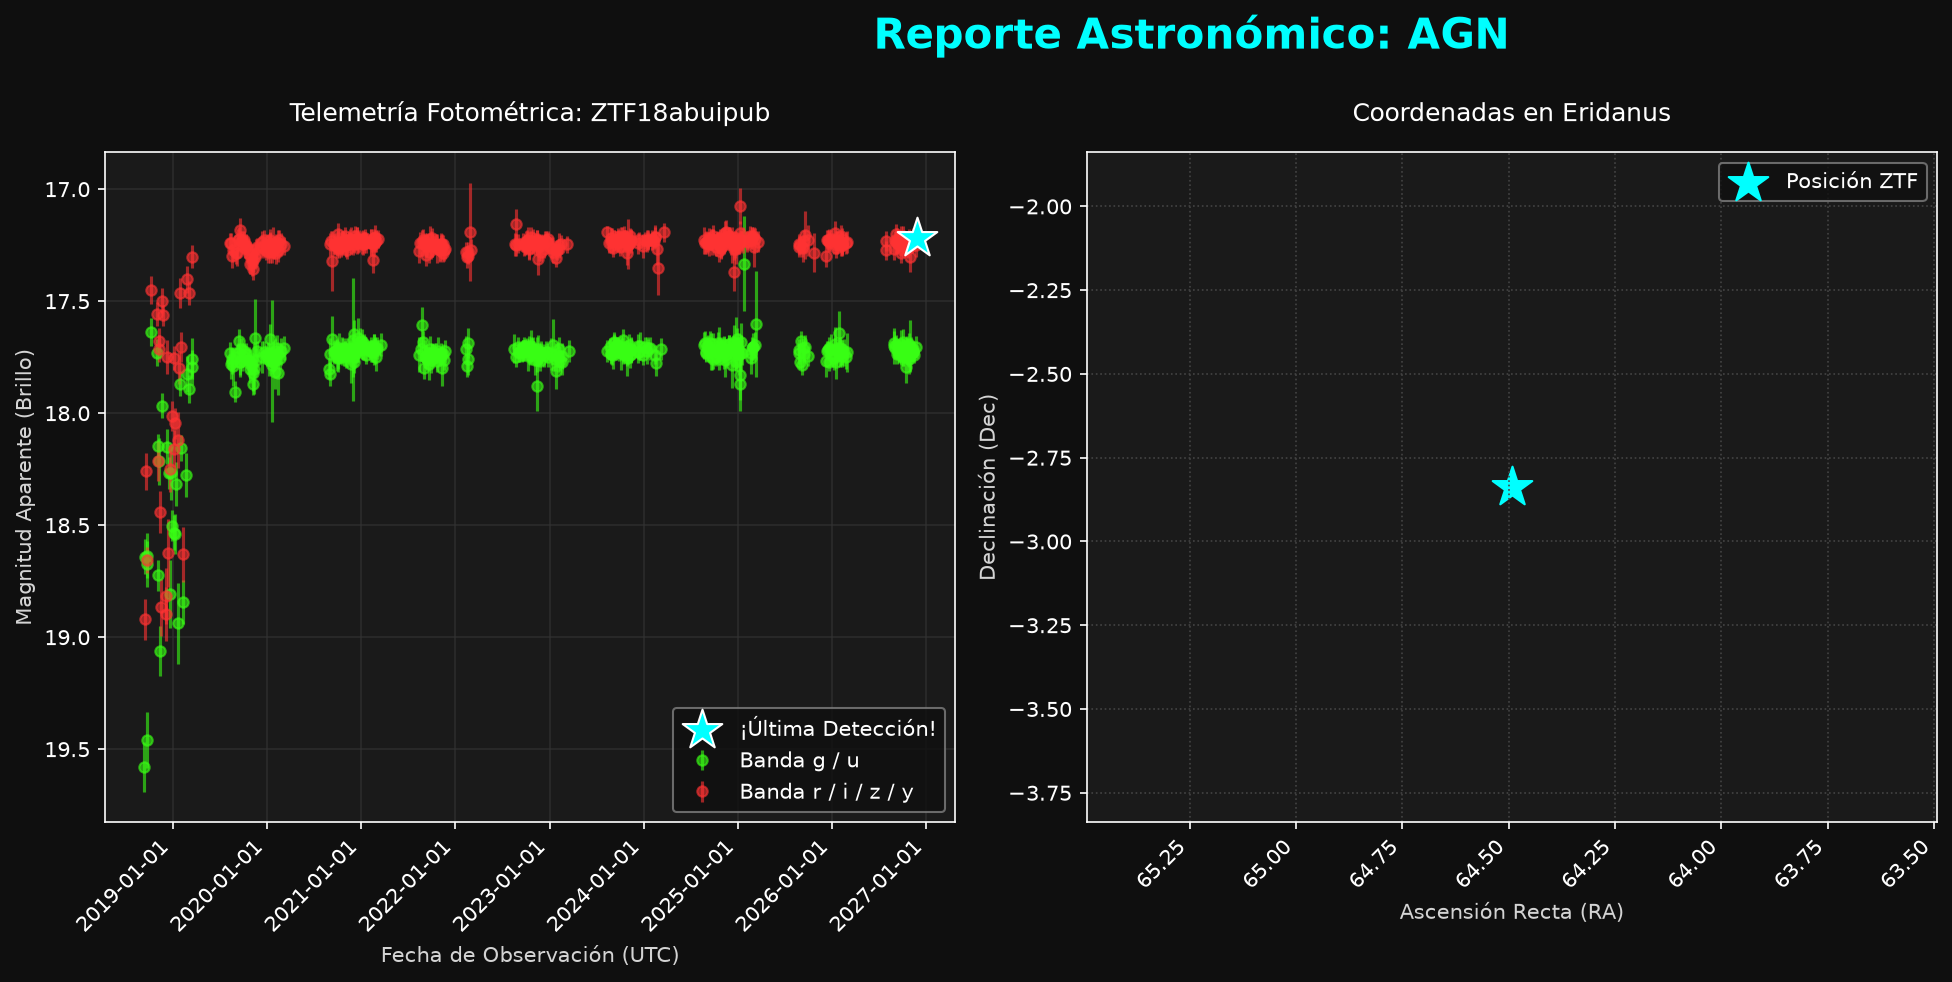 Reporte Astronómico: AGN
Telemetría Fotométrica: ZTF18abuipub
Magnitud Aparente (Brillo)
17.0
17.5
18.0
18.5
19.0
19.5
¡Última Detección!
Banda g / u
Banda r / i / z / y
2019-01-01
2020-01-01
2021-01-01
2022-01-01
2023-01-01
2024-01-01
2025-01-01
2026-01-01
2027-01-01
Fecha de Observación (UTC)
Coordenadas en Eridanus
Declinación (Dec)
−2.00
−2.25
−2.50
−2.75
−3.00
−3.25
−3.50
−3.75
Posición ZTF
65.25
65.00
64.75
64.50
64.25
64.00
63.75
63.50
Ascensión Recta (RA)